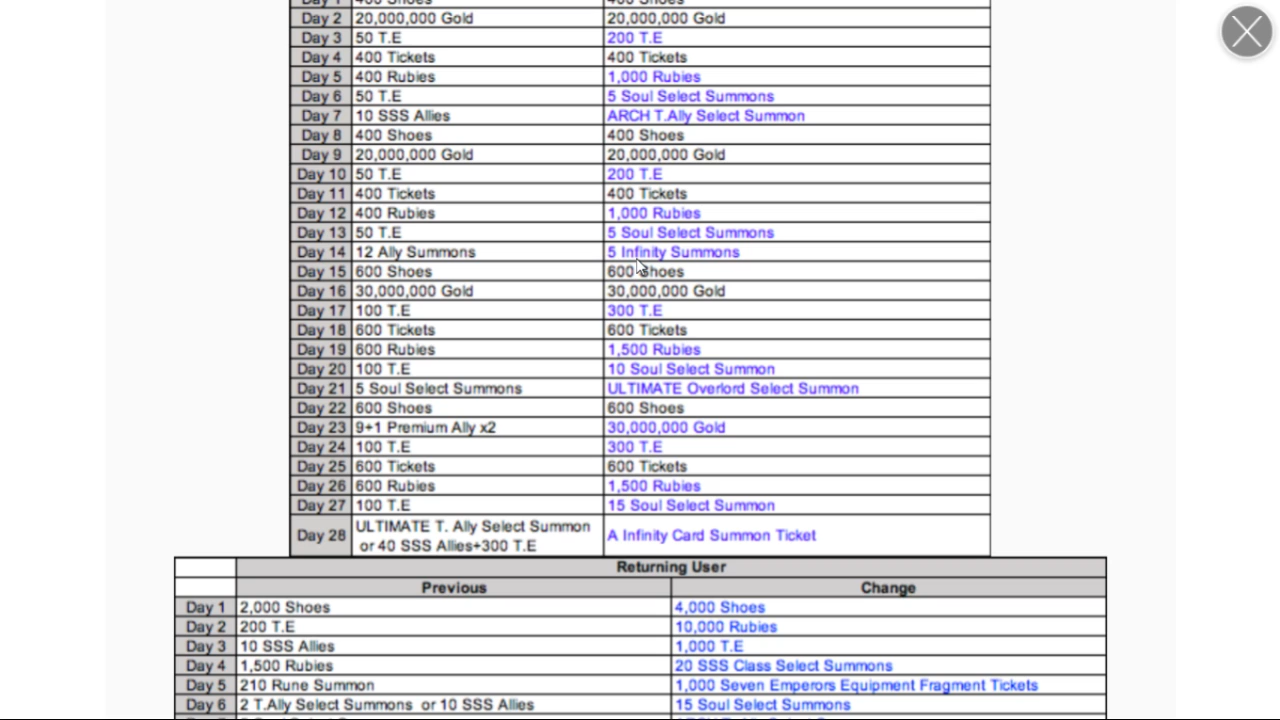 Day 1 400 Shoes 400 Shoes
Day 2 20,000,000 Gold 20,000,000 Gold
Day 3 50 T.E 200 T.E
Day 4 400 Tickets 400 Tickets
Day 5 400 Rubies 1,000 Rubies
Day 6 50 T.E 5 Soul Select Summons
Day 7 10 SSS Allies ARCH T.Ally Select Summon
Day 8 400 Shoes 400 Shoes
Day 9 20,000,000 Gold 20,000,000 Gold
Day 10 50 T.E 200 T.E
Day 11 400 Tickets 400 Tickets
Day 12 400 Rubies 1,000 Rubies
Day 13 50 T.E 5 Soul Select Summons
Day 14 12 Ally Summons 5 Infinity Summons
Day 15 600 Shoes 600 Shoes
Day 16 30,000,000 Gold 30,000,000 Gold
Day 17 100 T.E 300 T.E
Day 18 600 Tickets 600 Tickets
Day 19 600 Rubies 1,500 Rubies
Day 20 100 T.E 10 Soul Select Summon
Day 21 5 Soul Select Summons ULTIMATE Overlord Select Summon
Day 22 600 Shoes 600 Shoes
Day 23 9+1 Premium Ally x2 30,000,000 Gold
Day 24 100 T.E 300 T.E
Day 25 600 Tickets 600 Tickets
Day 26 600 Rubies 1,500 Rubies
Day 27 100 T.E 15 Soul Select Summon
Day 28 ULTIMATE T. Ally Select Summon
or 40 SSS Allies+300 T.E A Infinity Card Summon Ticket
Returning User
Previous Change
Day 1 2,000 Shoes 4,000 Shoes
Day 2 200 T.E 10,000 Rubies
Day 3 10 SSS Allies 1,000 T.E
Day 4 1,500 Rubies 20 SSS Class Select Summons
Day 5 210 Rune Summon 1,000 Seven Emperors Equipment Fragment Tickets
Day 6 2 T.Ally Select Summons or 10 SSS Allies 15 Soul Select Summons